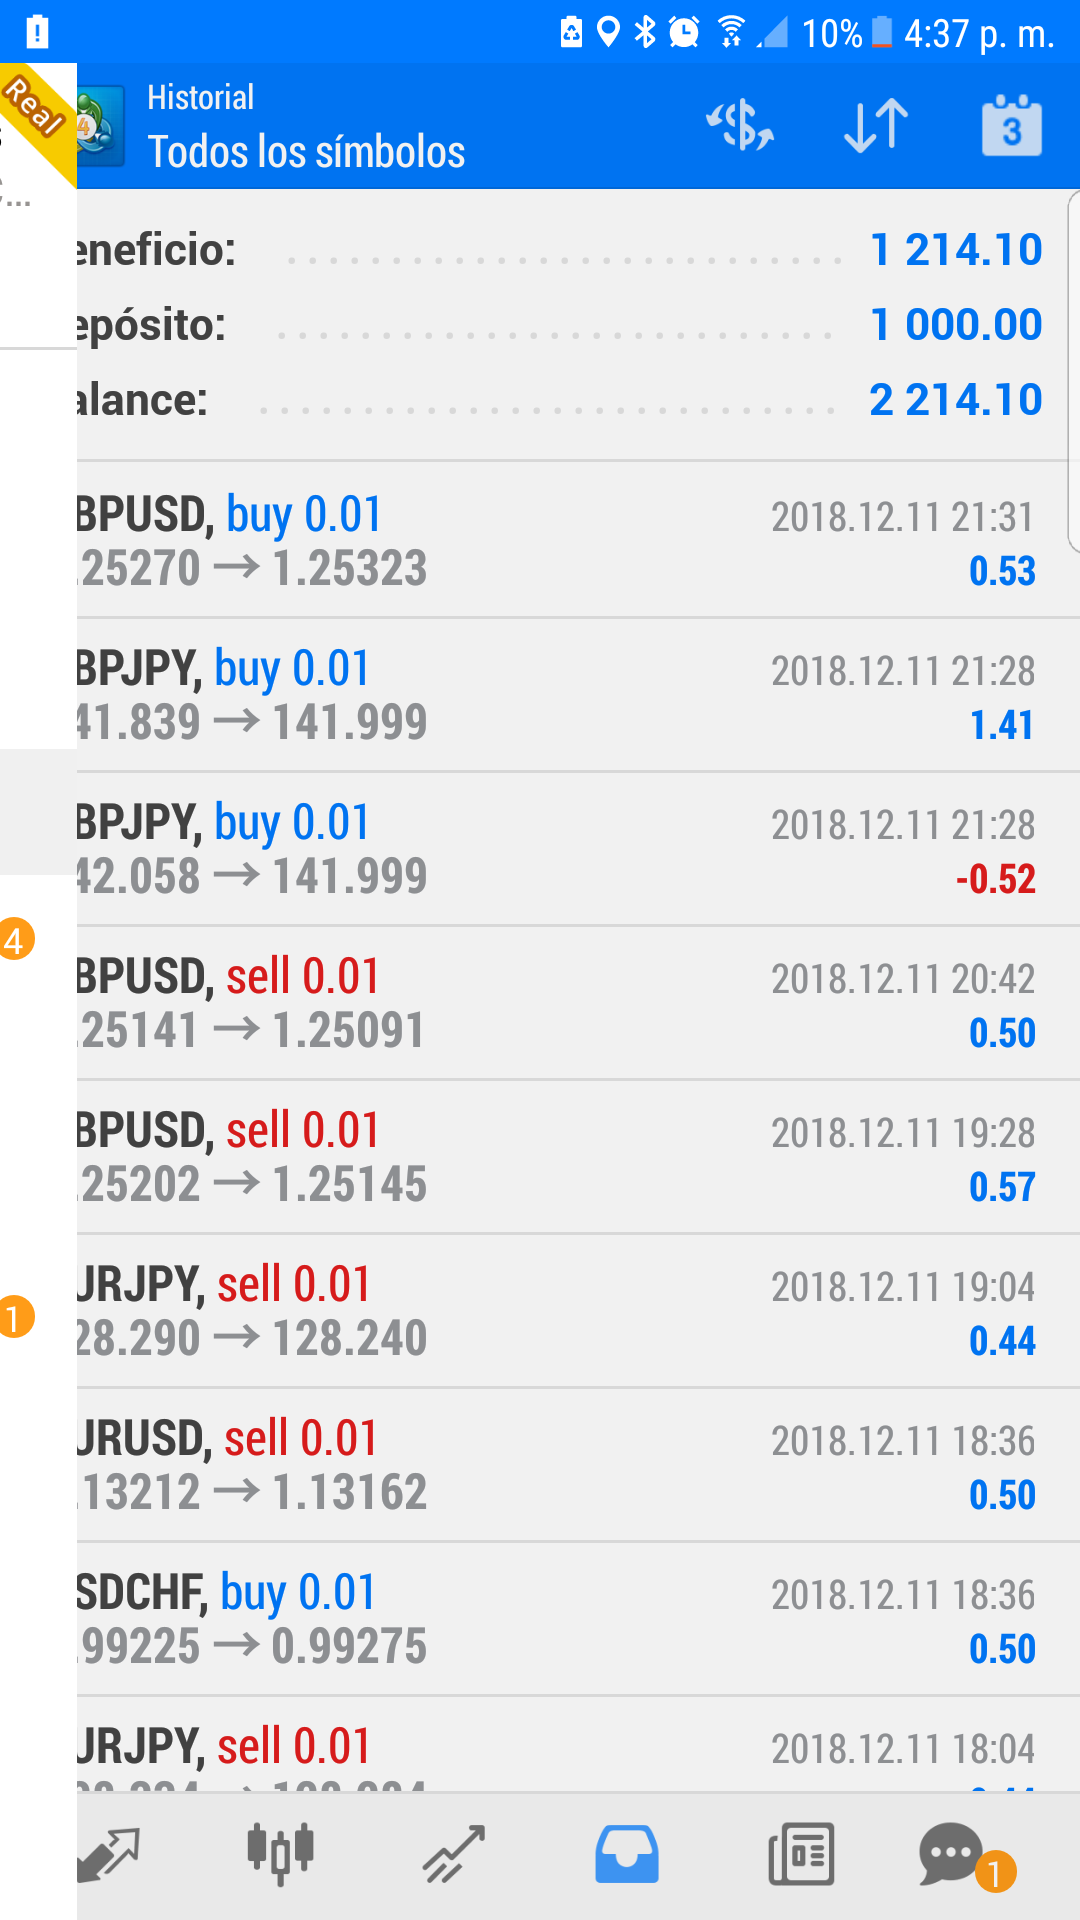 10% 4:37 p. m.
Real
Historial
Todos los símbolos
3
eneficio: 1 214.10
epósito: 1 000.00
alance: 2 214.10
BPUSD, buy 0.01 2018.12.11 21:31
.25270 → 1.25323 0.53
BPJPY, buy 0.01 2018.12.11 21:28
41.839 → 141.999 1.41
BPJPY, buy 0.01 2018.12.11 21:28
42.058 → 141.999 -0.52
4
BPUSD, sell 0.01 2018.12.11 20:42
.25141 → 1.25091 0.50
BPUSD, sell 0.01 2018.12.11 19:28
.25202 → 1.25145 0.57
URJPY, sell 0.01 2018.12.11 19:04
1
28.290 → 128.240 0.44
URUSD, sell 0.01 2018.12.11 18:36
.13212 → 1.13162 0.50
SDCHF, buy 0.01 2018.12.11 18:36
.99225 → 0.99275 0.50
URJPY, sell 0.01 2018.12.11 18:04
1